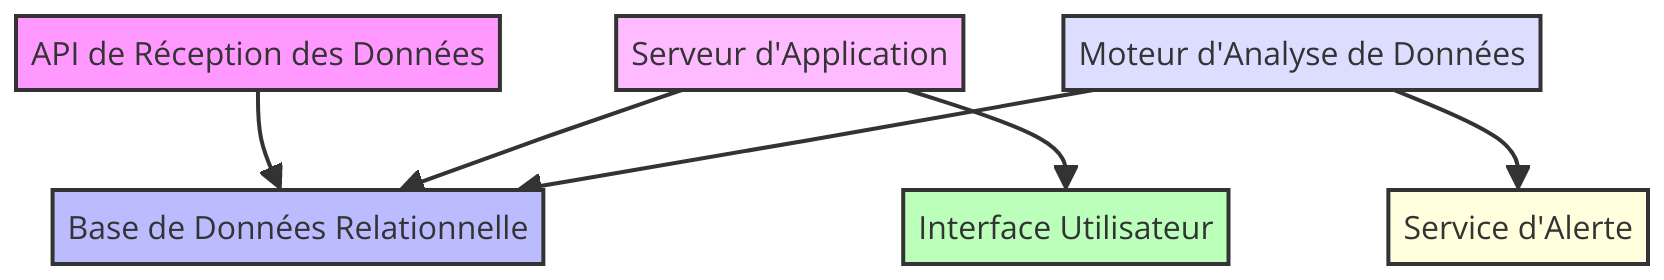 API de Réception des Données
Serveur d'Application
Moteur d'Analyse de Données
Base de Données Relationnelle
Interface Utilisateur
Service d'Alerte